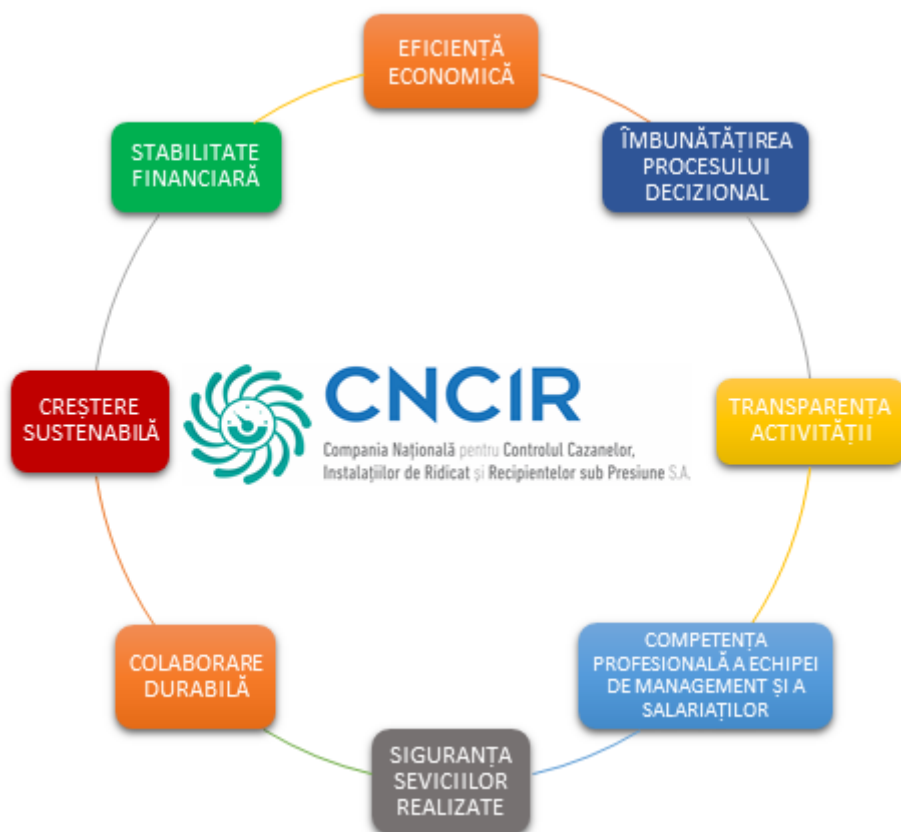 EFICIENȚĂ
ECONOMICĂ
ÎMBUNĂTĂȚIREA
PROCESULUI
DECIZIONAL
TRANSPARENȚA
ACTIVITĂȚII
COMPETENȚA
PROFESIONALĂ A ECHIPEI
DE MANAGEMENT ȘI A
SALARIAȚILOR
SIGURANȚA
SEVICIILOR
REALIZATE
COLABORARE
DURABILĂ
CREȘTERE
SUSTENABILĂ
STABILITATE
FINANCIARĂ
CNCIR
Compania Națională pentru Controlul Cazanelor,
Instalațiilor de Ridicat și Recipientelor sub Presiune S.A.